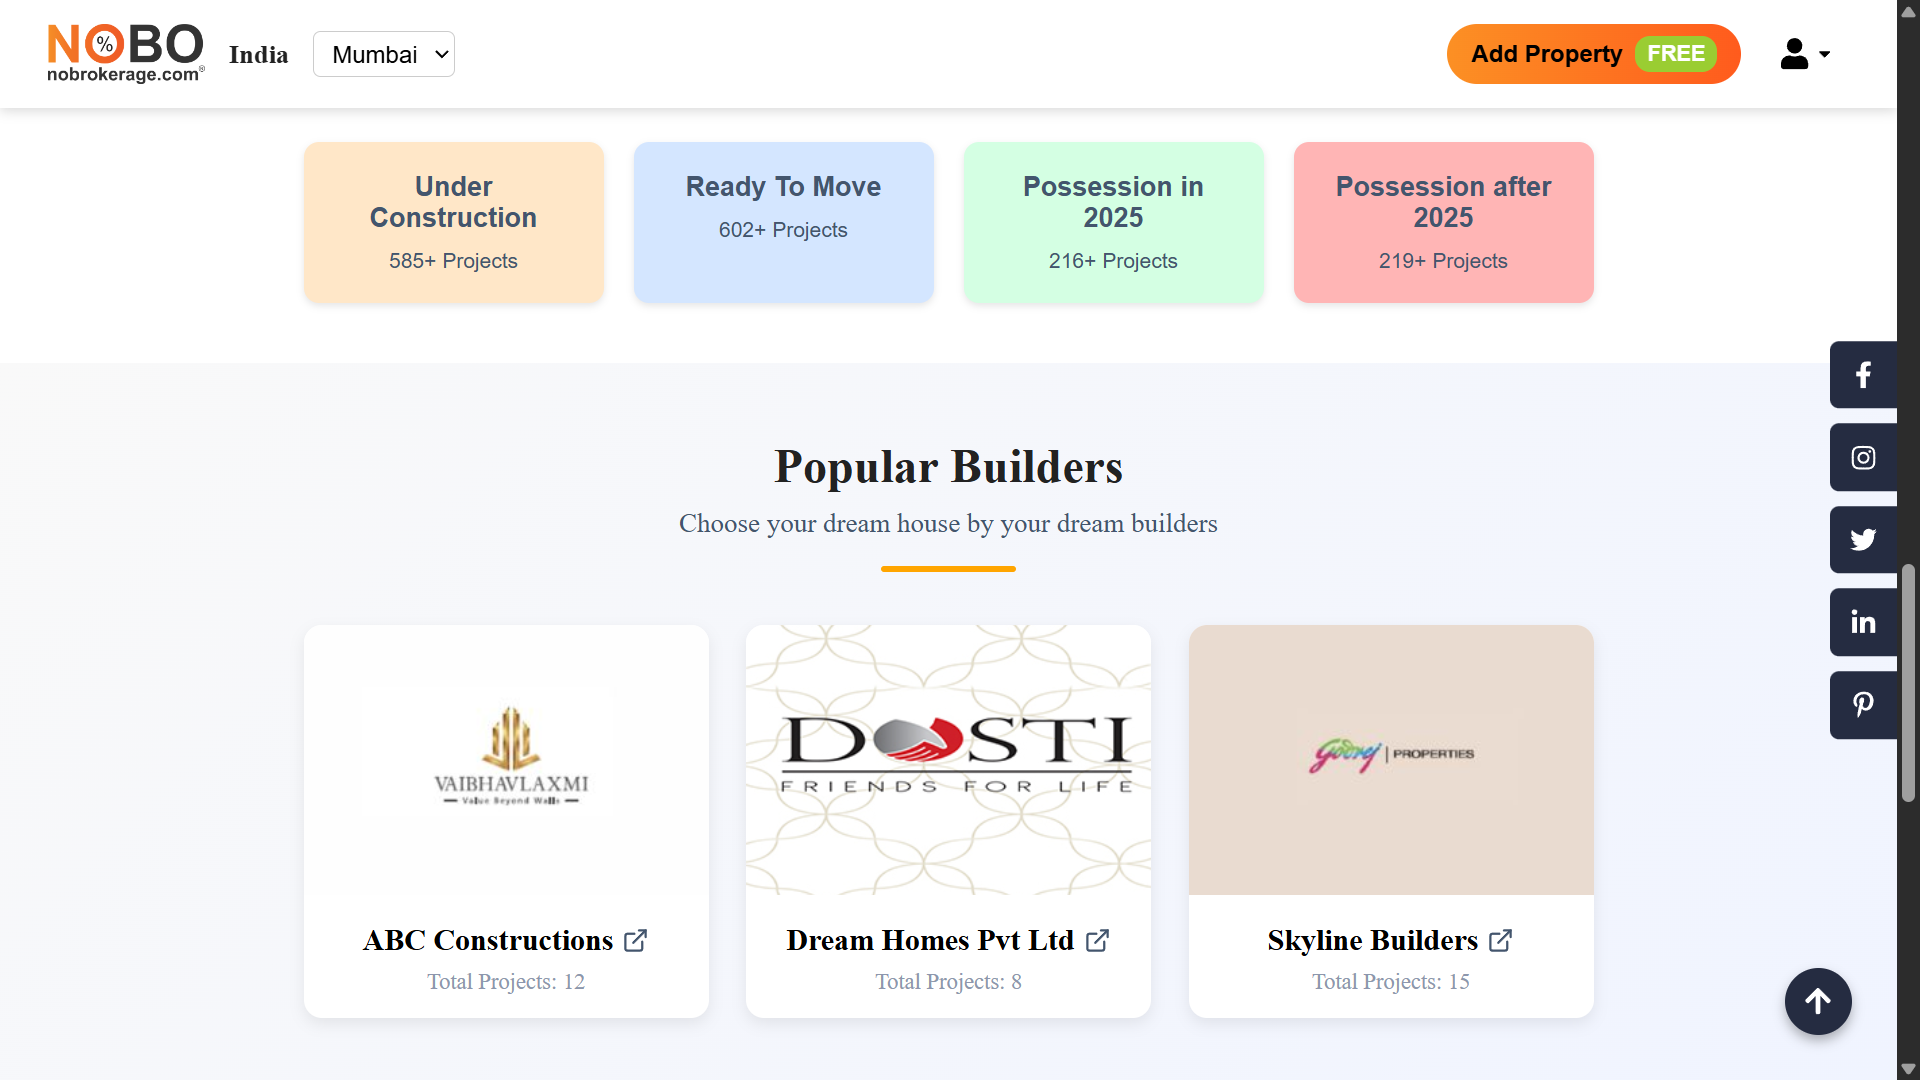 NO%BO
nobrokerage.com®
India
Mumbai
Add Property FREE
Under
Construction
585+ Projects
Ready To Move
602+ Projects
Possession in
2025
216+ Projects
Possession after
2025
219+ Projects
Popular Builders
Choose your dream house by your dream builders
VAIBHAVLAXMI
Value Beyond Walls
DOSTI
FRIENDS FOR LIFE
Godrej | PROPERTIES
ABC Constructions
Total Projects: 12
Dream Homes Pvt Ltd
Total Projects: 8
Skyline Builders
Total Projects: 15